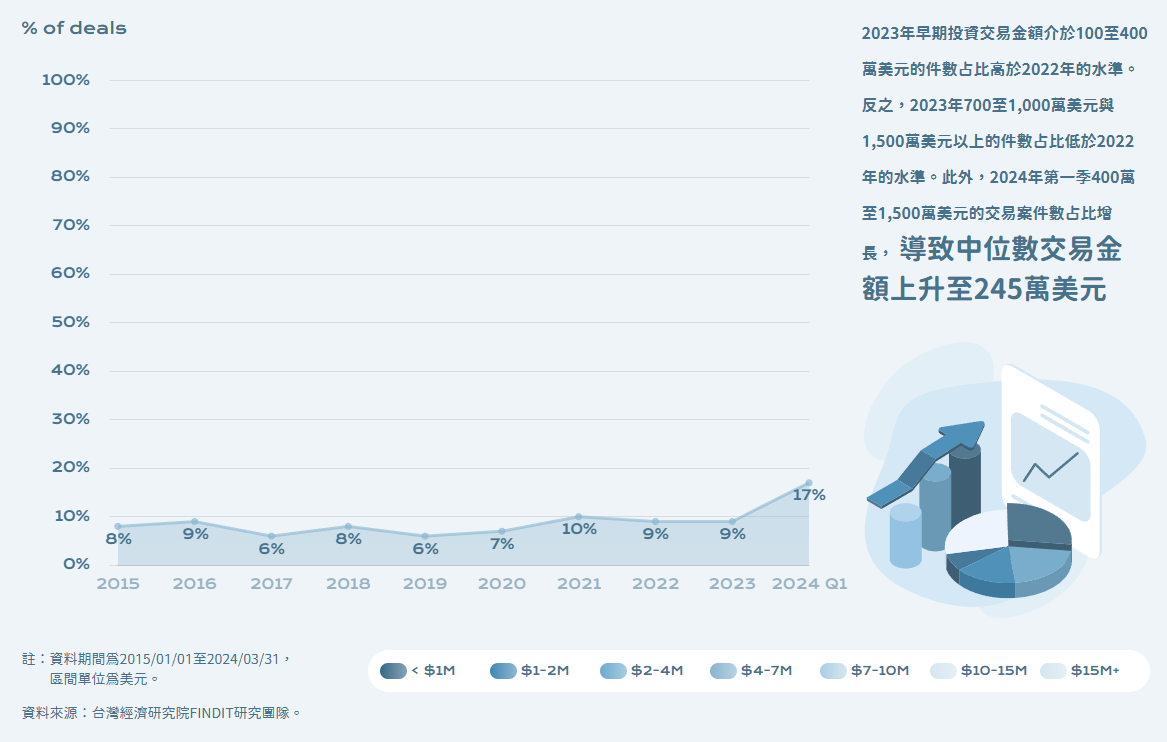 % of deals
100%
90%
80%
70%
60%
50%
40%
30%
20%
10%
0%
8%
9%
6%
8%
6%
7%
10%
9%
9%
17%
2015
2016
2017
2018
2019
2020
2021
2022
2023
2024 Q1
2023年早期投資交易金額介於100至400
萬美元的件數占比高於2022年的水準。
反之，2023年700至1,000萬美元與
1,500萬美元以上的件數占比低於2022
年的水準。此外，2024年第一季400萬
至1,500萬美元的交易案件數占比增
長，導致中位數交易金
額上升至245萬美元
註：資料期間為2015/01/01至2024/03/31，
區間單位為美元。
資料來源：台灣經濟研究院FINDIT研究團隊。
< $1M
$1-2M
$2-4M
$4-7M
$7-10M
$10-15M
$15M+